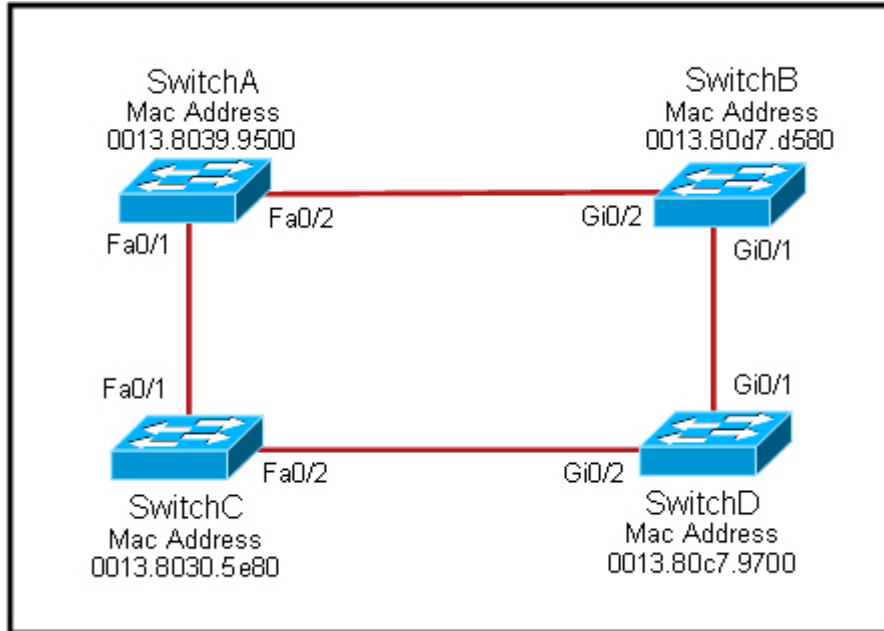 SwitchA
Mac Address
0013.8039.9500
SwitchB
Mac Address
0013.80d7.d580
Fa0/2
Gi0/2
Fa0/1
Gi0/1
Fa0/1
Gi0/1
Fa0/2
Gi0/2
SwitchC
Mac Address
0013.8030.5e80
SwitchD
Mac Address
0013.80c7.9700